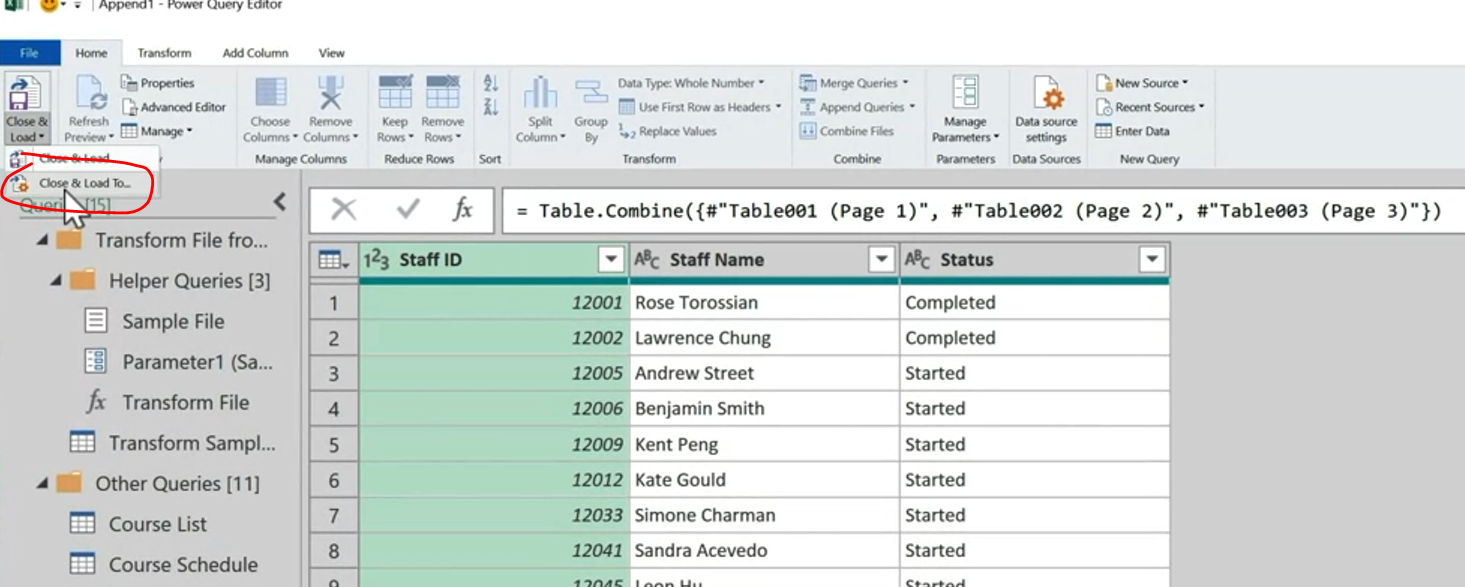 Append1 - Power Query Editor
File Home Transform Add Column View
Close & Load
Refresh Preview
Properties
Advanced Editor
Manage
Choose Columns
Remove Columns
Manage Columns
Keep Rows
Remove Rows
Reduce Rows
Sort
Split Column
Group By
Data Type: Whole Number
Use First Row as Headers
Replace Values
Transform
Merge Queries
Append Queries
Combine Files
Combine
Manage Parameters
Parameters
Data source settings
Data Sources
New Source
Recent Sources
Enter Data
New Query
Close & Load
Close & Load To...
[15]
= Table.Combine({#"Table001 (Page 1)", #"Table002 (Page 2)", #"Table003 (Page 3)"})
Transform File fro...
Helper Queries [3]
Sample File
Parameter1 (Sa...
fx Transform File
Transform Sampl...
Other Queries [11]
Course List
Course Schedule
fx
1²3 Staff ID ABC Staff Name ABC Status
1 12001 Rose Torossian Completed
2 12002 Lawrence Chung Completed
3 12005 Andrew Street Started
4 12006 Benjamin Smith Started
5 12009 Kent Peng Started
6 12012 Kate Gould Started
7 12033 Simone Charman Started
8 12041 Sandra Acevedo Started